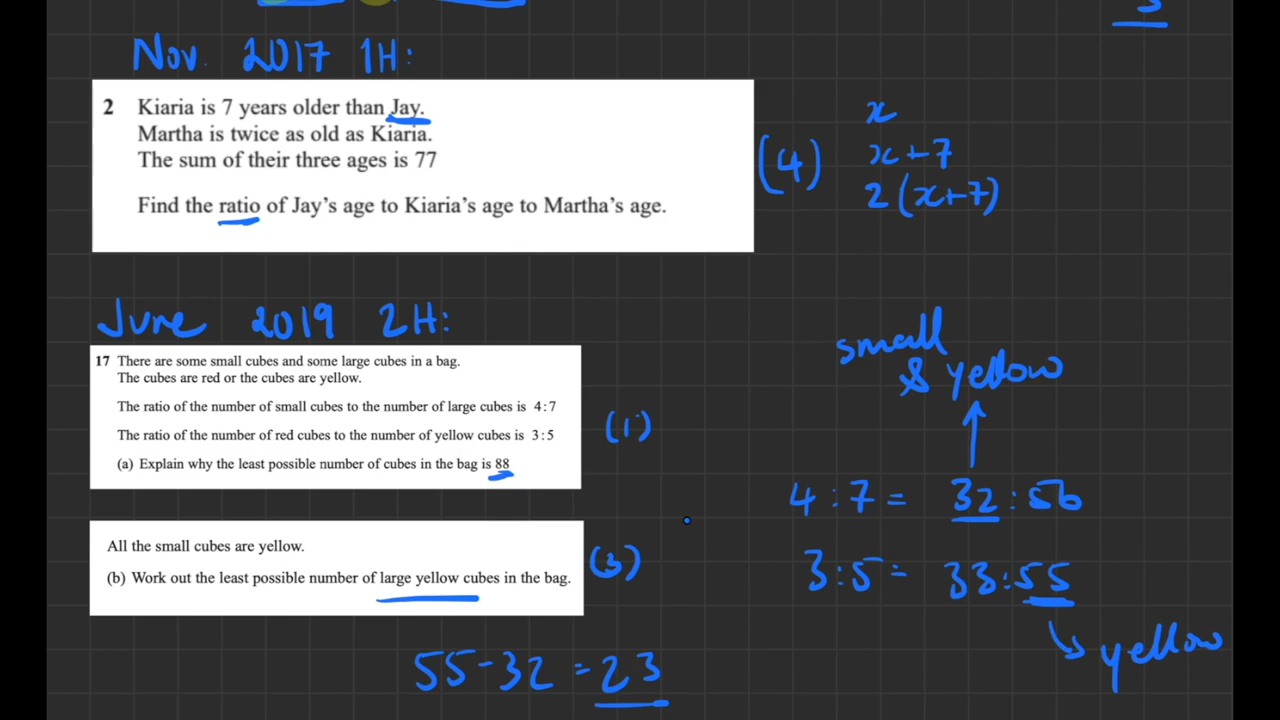 Nov. 2017 1H:
2 Kiaria is 7 years older than Jay.
Martha is twice as old as Kiaria.
The sum of their three ages is 77
Find the ratio of Jay's age to Kiaria's age to Martha's age.
(4)
x
x+7
2(x+7)
June 2019 2H:
17 There are some small cubes and some large cubes in a bag.
The cubes are red or the cubes are yellow.
The ratio of the number of small cubes to the number of large cubes is 4:7
The ratio of the number of red cubes to the number of yellow cubes is 3:5
(a) Explain why the least possible number of cubes in the bag is 88
(1)
All the small cubes are yellow.
(b) Work out the least possible number of large yellow cubes in the bag.
(3)
small
& yellow
4:7 = 32:56
3:5 = 33:55
yellow
55-32 = 23